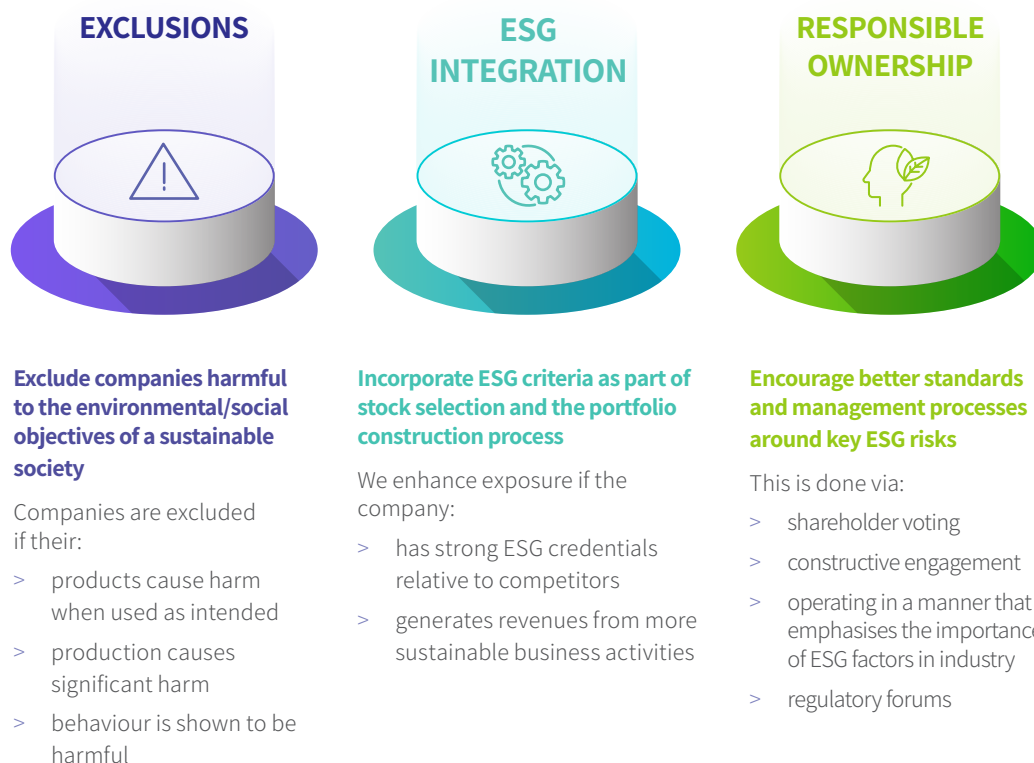 EXCLUSIONS
Exclude companies harmful
to the environmental/social
objectives of a sustainable
society
Companies are excluded
if their:
> products cause harm
when used as intended
> production causes
significant harm
> behaviour is shown to be
harmful
ESG
INTEGRATION
Incorporate ESG criteria as part of
stock selection and the portfolio
construction process
We enhance exposure if the
company:
> has strong ESG credentials
relative to competitors
> generates revenues from more
sustainable business activities
RESPONSIBLE
OWNERSHIP
Encourage better standards
and management processes
around key ESG risks
This is done via:
> shareholder voting
> constructive engagement
> operating in a manner that
emphasises the importance
of ESG factors in industry
> regulatory forums